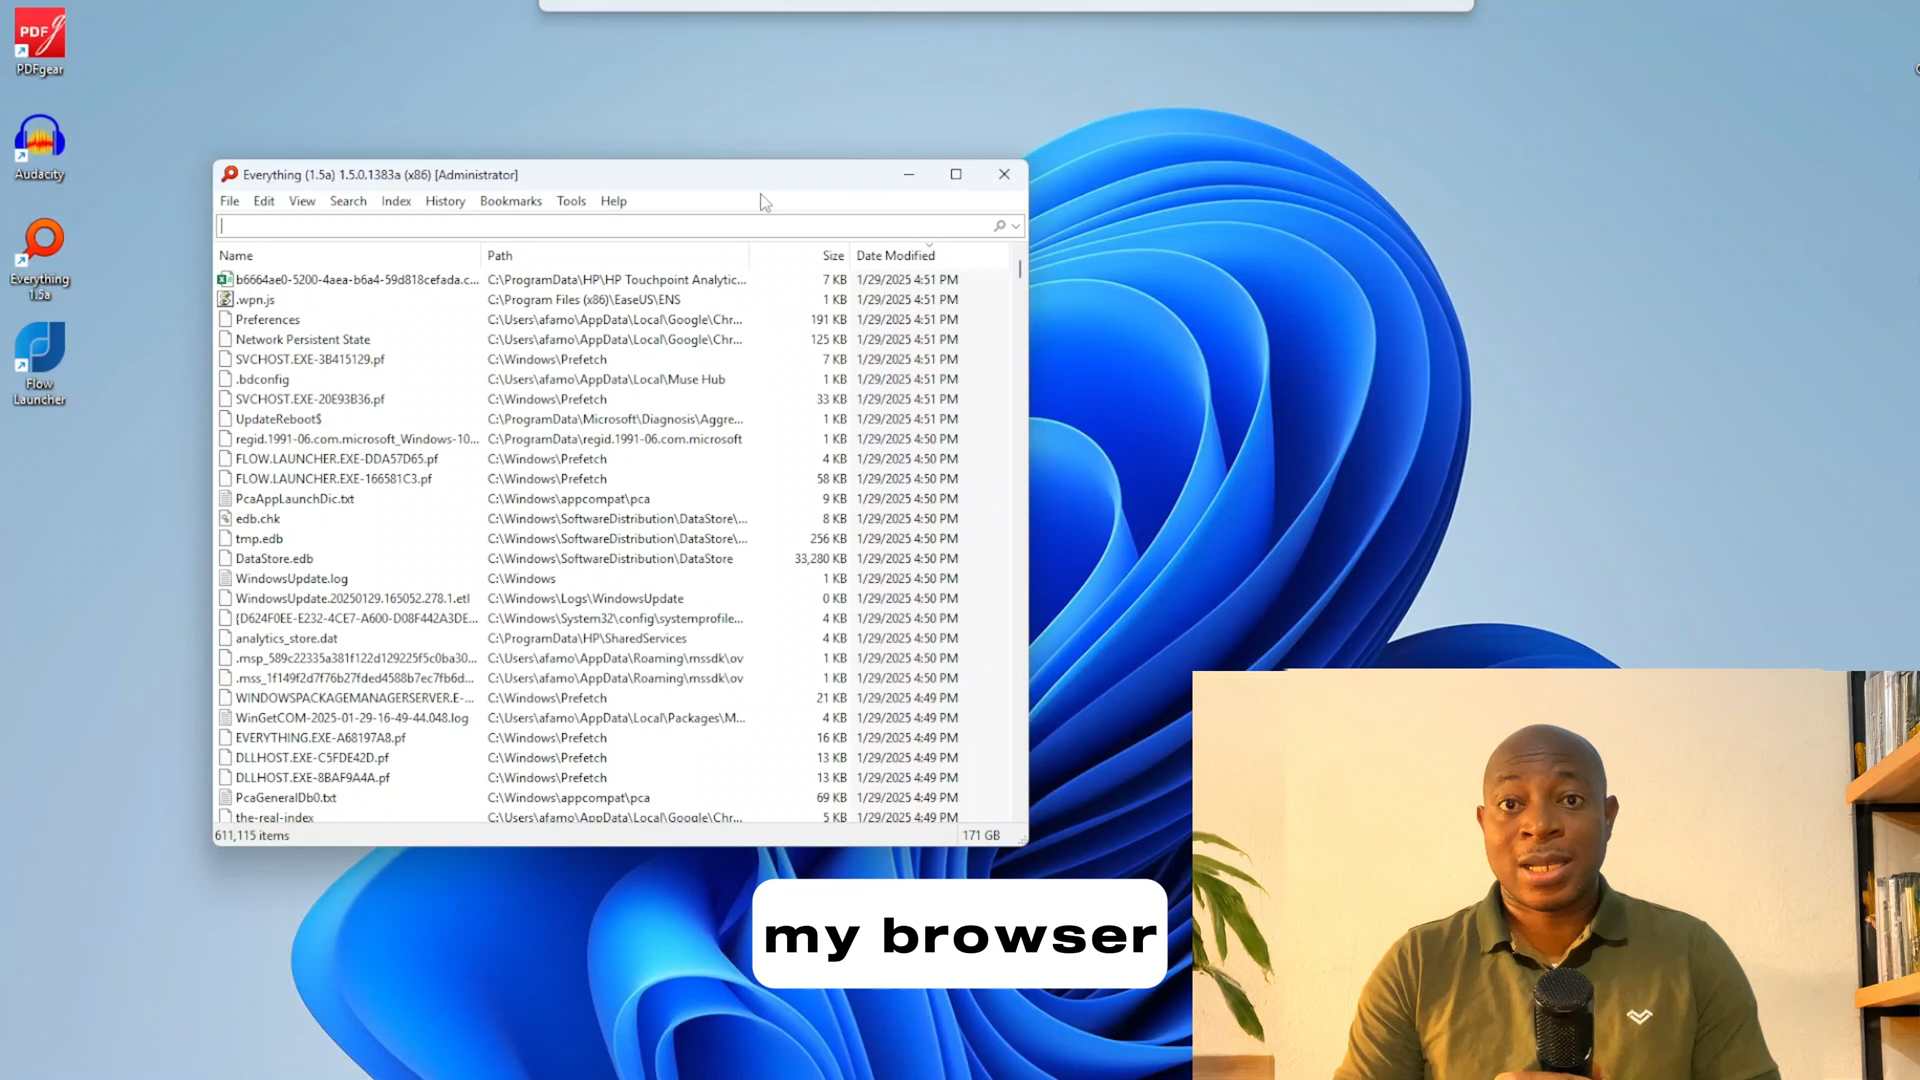 PDF
PDFgear
Audacity
Everything
1.5a
Flow
Launcher
Everything (1.5a) 1.5.0.1383a (x86) [Administrator]
File Edit View Search Index History Bookmarks Tools Help
Name Path Size Date Modified
b6664ae0-5200-4aea-b6a4-59d818cefada.c... C:\ProgramData\HP\HP Touchpoint Analytic... 7 KB 1/29/2025 4:51 PM
.wpn.js C:\Program Files (x86)\EaseUS\ENS 1 KB 1/29/2025 4:51 PM
Preferences C:\Users\afamo\AppData\Local\Google\Chr... 191 KB 1/29/2025 4:51 PM
Network Persistent State C:\Users\afamo\AppData\Local\Google\Chr... 125 KB 1/29/2025 4:51 PM
SVCHOST.EXE-3B415129.pf C:\Windows\Prefetch 7 KB 1/29/2025 4:51 PM
.bdconfig C:\Users\afamo\AppData\Local\Muse Hub 1 KB 1/29/2025 4:51 PM
SVCHOST.EXE-20E93B36.pf C:\Windows\Prefetch 33 KB 1/29/2025 4:51 PM
UpdateReboot$ C:\ProgramData\Microsoft\Diagnosis\Aggre... 1 KB 1/29/2025 4:51 PM
regid.1991-06.com.microsoft_Windows-10... C:\ProgramData\regid.1991-06.com.microsoft 1 KB 1/29/2025 4:50 PM
FLOW.LAUNCHER.EXE-DDA57D65.pf C:\Windows\Prefetch 4 KB 1/29/2025 4:50 PM
FLOW.LAUNCHER.EXE-166581C3.pf C:\Windows\Prefetch 58 KB 1/29/2025 4:50 PM
PcaAppLaunchDic.txt C:\Windows\appcompat\pca 9 KB 1/29/2025 4:50 PM
edb.chk C:\Windows\SoftwareDistribution\DataStore\... 8 KB 1/29/2025 4:50 PM
tmp.edb C:\Windows\SoftwareDistribution\DataStore\... 256 KB 1/29/2025 4:50 PM
DataStore.edb C:\Windows\SoftwareDistribution\DataStore 33,280 KB 1/29/2025 4:50 PM
WindowsUpdate.log C:\Windows 1 KB 1/29/2025 4:50 PM
WindowsUpdate.20250129.165052.278.1.etl C:\Windows\Logs\WindowsUpdate 0 KB 1/29/2025 4:50 PM
{D624F0EE-E232-4CE7-A600-D08F442A3DE... C:\Windows\System32\config\systemprofile... 4 KB 1/29/2025 4:50 PM
analytics_store.dat C:\ProgramData\HP\SharedServices 4 KB 1/29/2025 4:50 PM
.msp_589c22335a381f122d129225f5c0ba30... C:\Users\afamo\AppData\Roaming\mssdk\ov 1 KB 1/29/2025 4:50 PM
.mss_1f149f2d7f76b27fded4588b7ec7fb6d... C:\Users\afamo\AppData\Roaming\mssdk\ov 1 KB 1/29/2025 4:50 PM
WINDOWSPACKAGEMANAGERSERVER.E-... C:\Windows\Prefetch 21 KB 1/29/2025 4:49 PM
WinGetCOM-2025-01-29-16-49-44.048.log C:\Users\afamo\AppData\Local\Packages\M... 4 KB 1/29/2025 4:49 PM
EVERYTHING.EXE-A68197A8.pf C:\Windows\Prefetch 16 KB 1/29/2025 4:49 PM
DLLHOST.EXE-C5FDE42D.pf C:\Windows\Prefetch 13 KB 1/29/2025 4:49 PM
DLLHOST.EXE-8BAF9A4A.pf C:\Windows\Prefetch 13 KB 1/29/2025 4:49 PM
PcaGeneralDb0.txt C:\Windows\appcompat\pca 69 KB 1/29/2025 4:49 PM
the-real-index C:\Users\afamo\AppData\Local\Google\Chr... 5 KB 1/29/2025 4:49 PM
611,115 items 171 GB
my browser